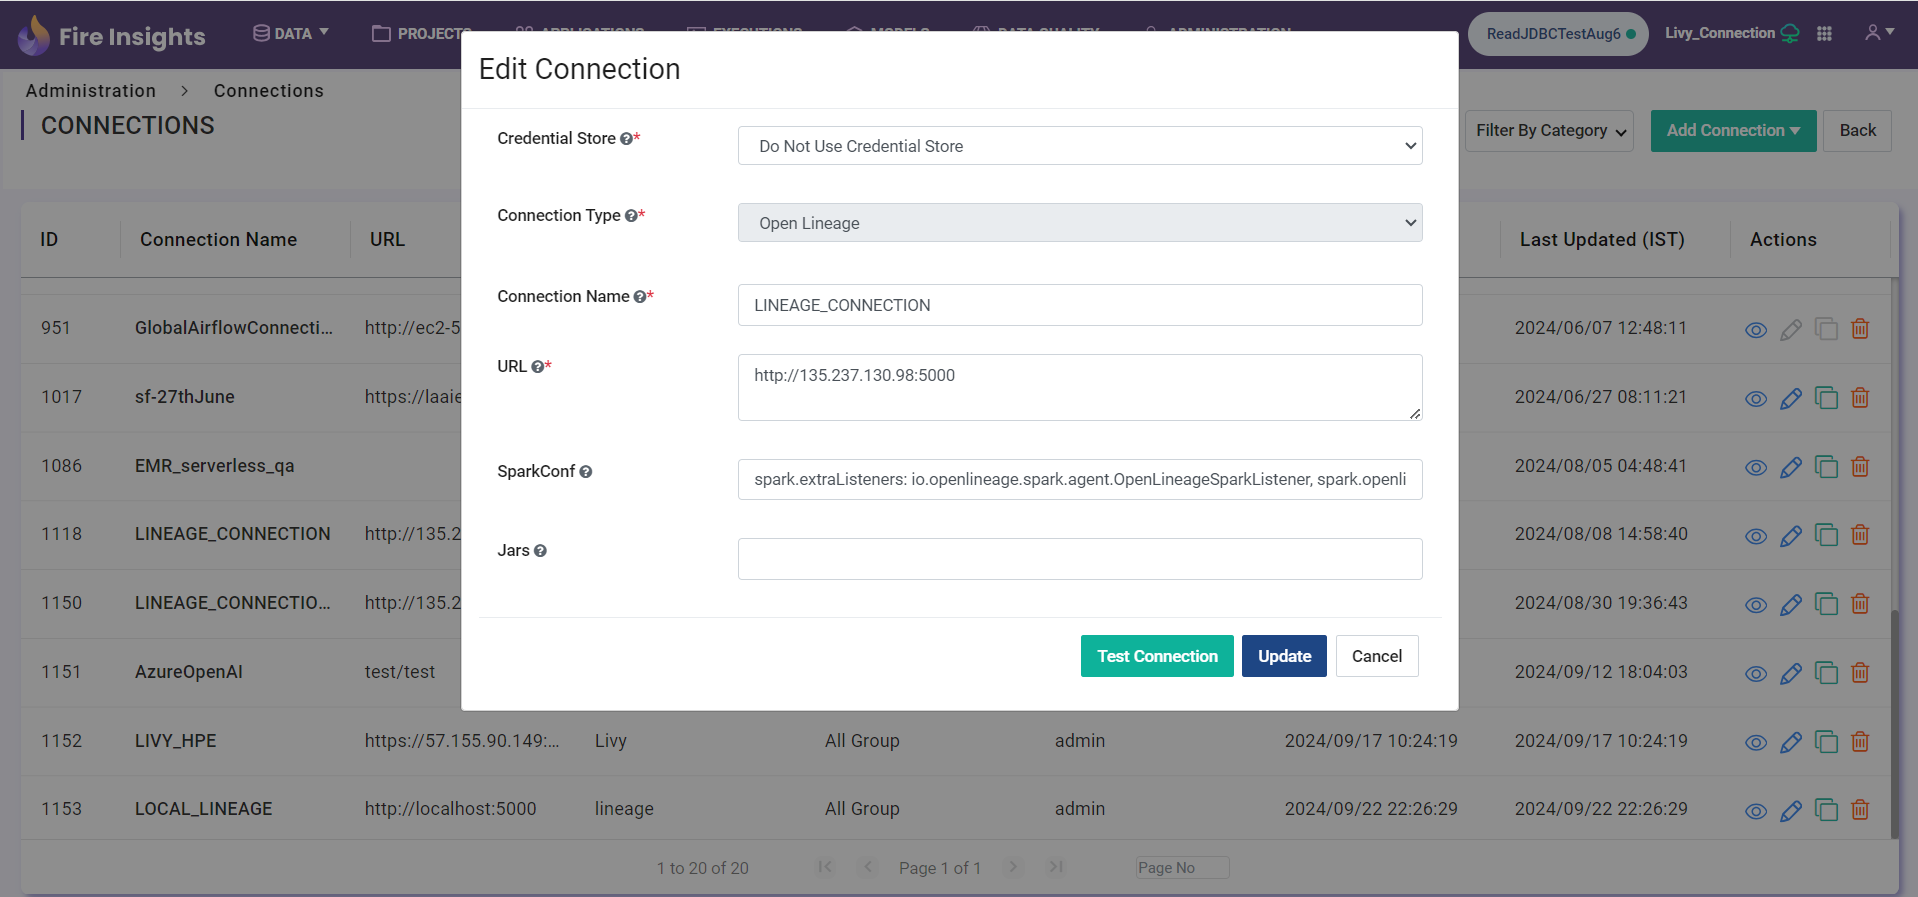 Fire Insights
DATA
PROJECTS
APPLICATIONS
EXECUTIONS
MODELS
DATA QUALITY
ADMINISTRATION
ReadJDBCTestAug6
Livy_Connection
Administration > Connections
CONNECTIONS
Filter By Category
Add Connection
Back
Edit Connection
Credential Store *
Do Not Use Credential Store
Connection Type *
Open Lineage
Connection Name *
LINEAGE_CONNECTION
URL *
http://135.237.130.98:5000
SparkConf
spark.extraListeners: io.openlineage.spark.agent.OpenLineageSparkListener, spark.openli
Jars
Test Connection Update Cancel
ID Connection Name URL Last Updated (IST) Actions
951 GlobalAirflowConnecti... http://ec2-5 2024/06/07 12:48:11
1017 sf-27thJune https://laaie 2024/06/27 08:11:21
1086 EMR_serverless_qa 2024/08/05 04:48:41
1118 LINEAGE_CONNECTION http://135.2 2024/08/08 14:58:40
1150 LINEAGE_CONNECTIO... http://135.2 2024/08/30 19:36:43
1151 AzureOpenAI test/test 2024/09/12 18:04:03
1152 LIVY_HPE https://57.155.90.149:... Livy All Group admin 2024/09/17 10:24:19 2024/09/17 10:24:19
1153 LOCAL_LINEAGE http://localhost:5000 lineage All Group admin 2024/09/22 22:26:29 2024/09/22 22:26:29
1 to 20 of 20 Page 1 of 1 Page No